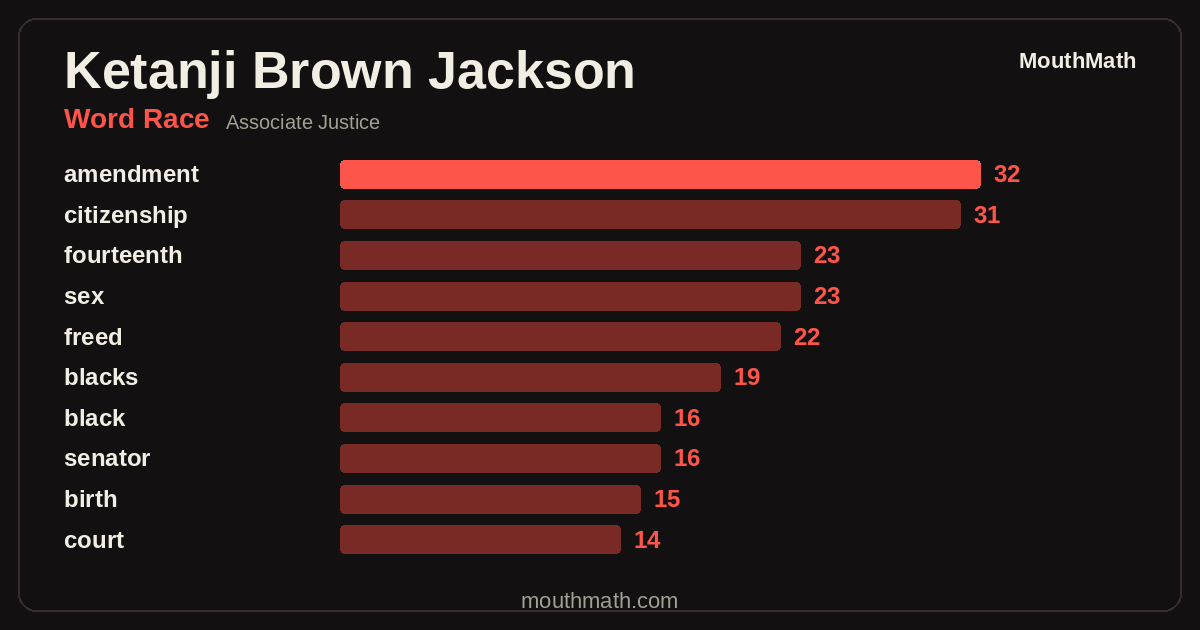 Ketanji Brown Jackson
MouthMath
Word Race Associate Justice
amendment 32
citizenship 31
fourteenth 23
sex 23
freed 22
blacks 19
black 16
senator 16
birth 15
court 14
mouthmath.com